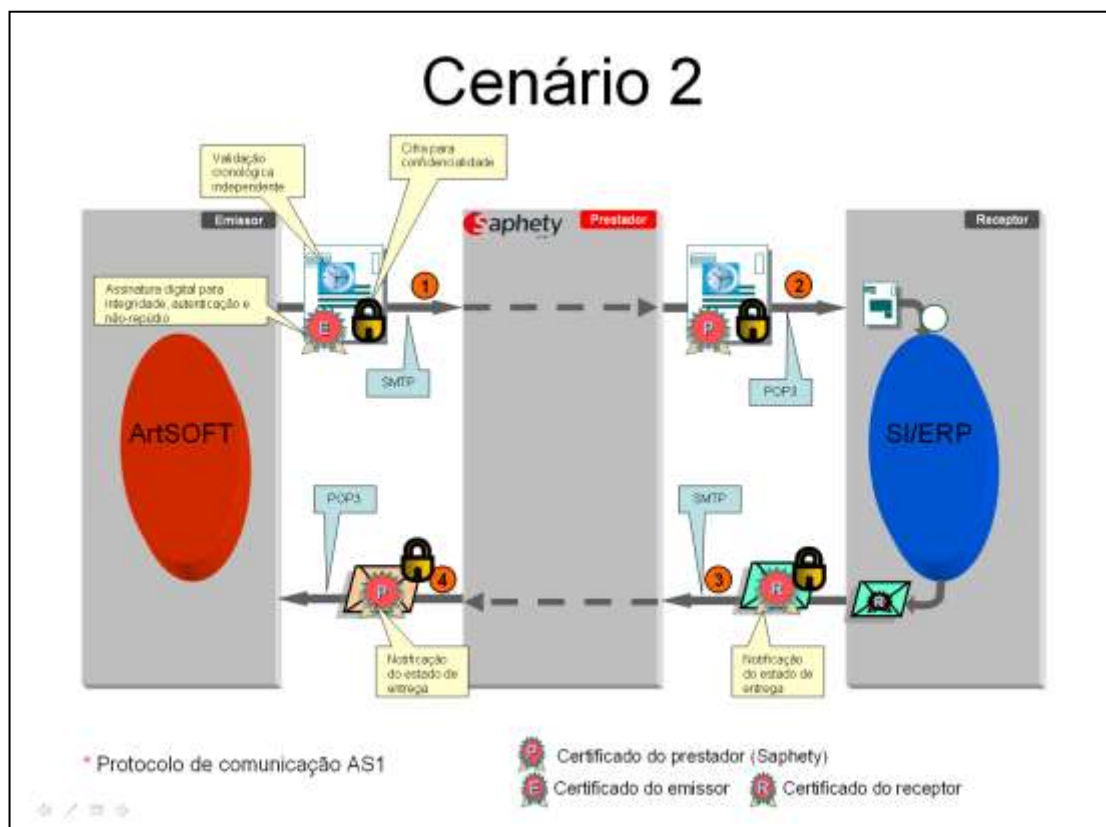 Cenário 2
Validação
cronológica
independente
Cifra para
confidencialidade
Emissor
Saphety
Prestador
Receptor
Assinatura digital para
integridade, autenticação e
não-repúdio
E
1
P
2
SMTP
POP3
ArtSOFT
SI/ERP
POP3
SMTP
P
4
3
R
R
Notificação
do estado de
entrega
Notificação
do estado de
entrega
* Protocolo de comunicação AS1
P Certificado do prestador (Saphety)
E Certificado do emissor
R Certificado do receptor